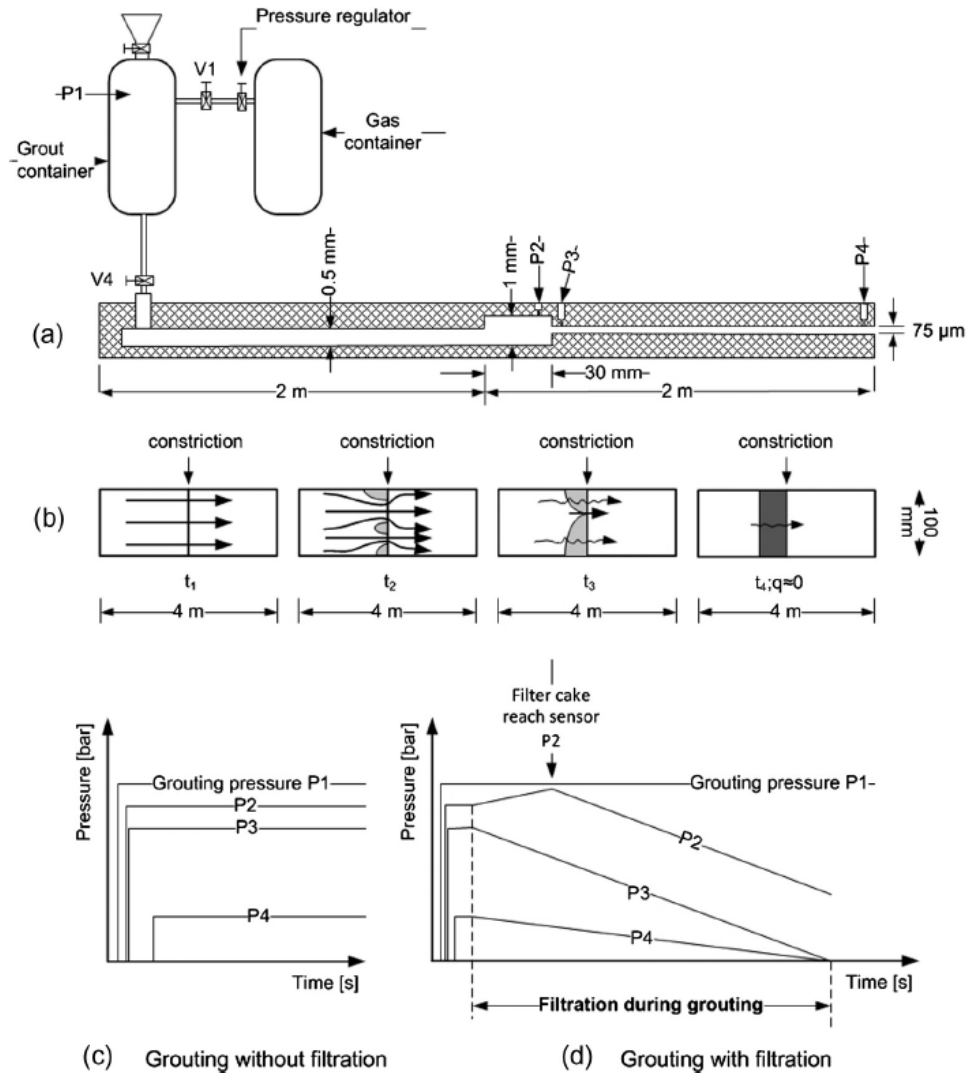 Pressure regulator
V1
P1
Gas
container
Grout
container
V4
0.5 mm
1 mm
P2
P3
P4
(a)
75 µm
30 mm
2 m
2 m
constriction
constriction
constriction
constriction
(b)
100
mm
t1
t2
t3
t4;q≈0
4 m
4 m
4 m
4 m
Filter cake
reach sensor
P2
Pressure [bar]
Grouting pressure P1
P2
P3
P4
Time [s]
Pressure [bar]
Grouting pressure P1
P2
P3
P4
Time [s]
Filtration during grouting
(c) Grouting without filtration
(d) Grouting with filtration